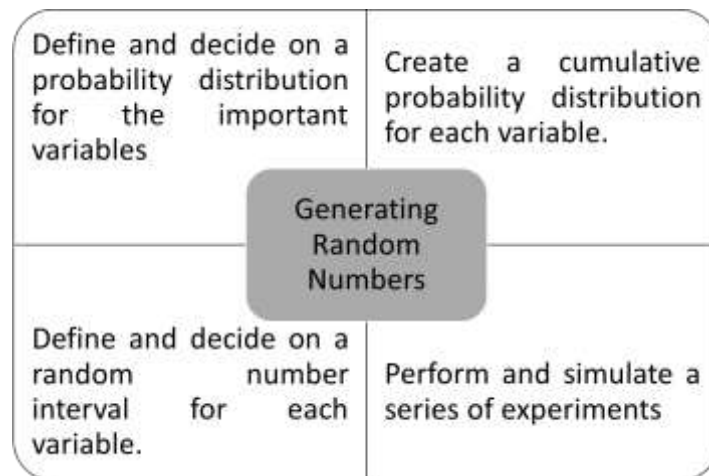 Define and decide on a
probability distribution
for the important
variables
Create a cumulative
probability distribution
for each variable.
Generating
Random
Numbers
Define and decide on a
random number
interval for each
variable.
Perform and simulate a
series of experiments